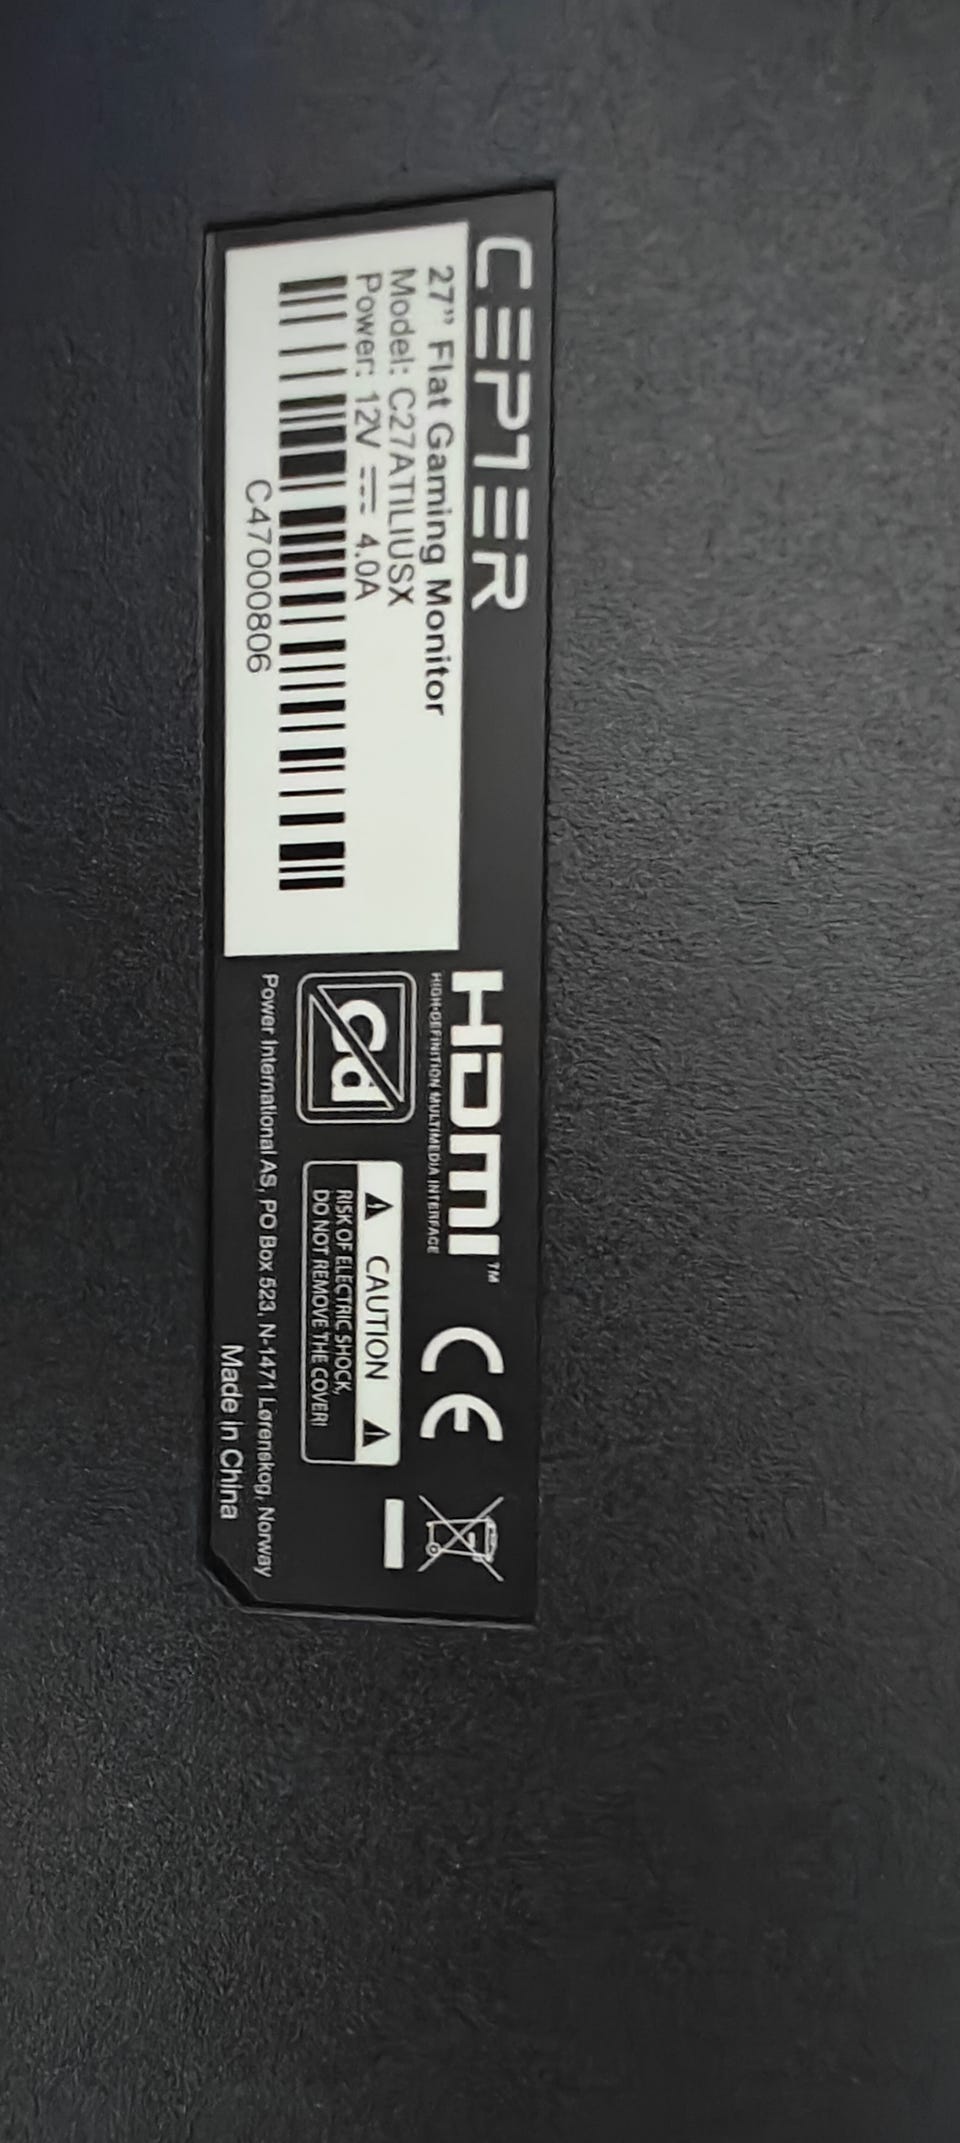 CEPTER
27” Flat Gaming Monitor
Model: C27ATILIUSX
Power: 12V ⎓ 4.0A
C47000806
HDMI™
HIGH-DEFINITION MULTIMEDIA INTERFACE
CE
Cd
CAUTION
RISK OF ELECTRIC SHOCK,
DO NOT REMOVE THE COVER!
Power International AS, PO Box 523, N-1471 Lørenskog, Norway
Made in China